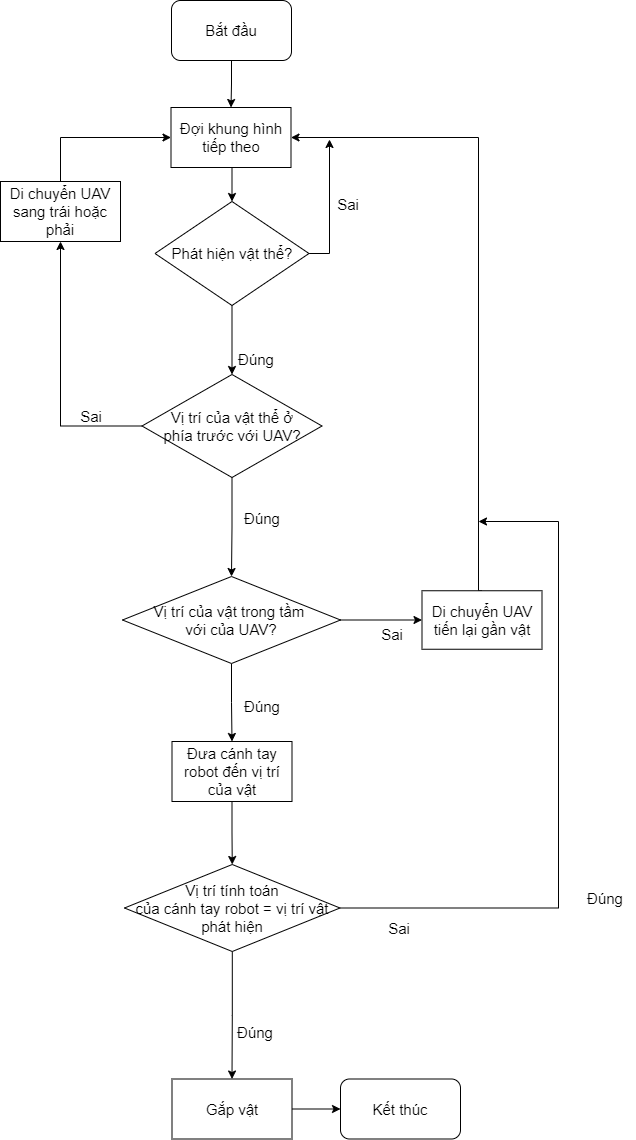 Bắt đầu
Đợi khung hình
tiếp theo
Di chuyển UAV
sang trái hoặc
phải
Sai
Phát hiện vật thể?
Đúng
Sai
Vị trí của vật thể ở
phía trước với UAV?
Đúng
Vị trí của vật trong tầm
với của UAV?
Sai
Di chuyển UAV
tiến lại gần vật
Đúng
Đưa cánh tay
robot đến vị trí
của vật
Vị trí tính toán
của cánh tay robot = vị trí vật
phát hiện
Đúng
Sai
Đúng
Gắp vật
Kết thúc